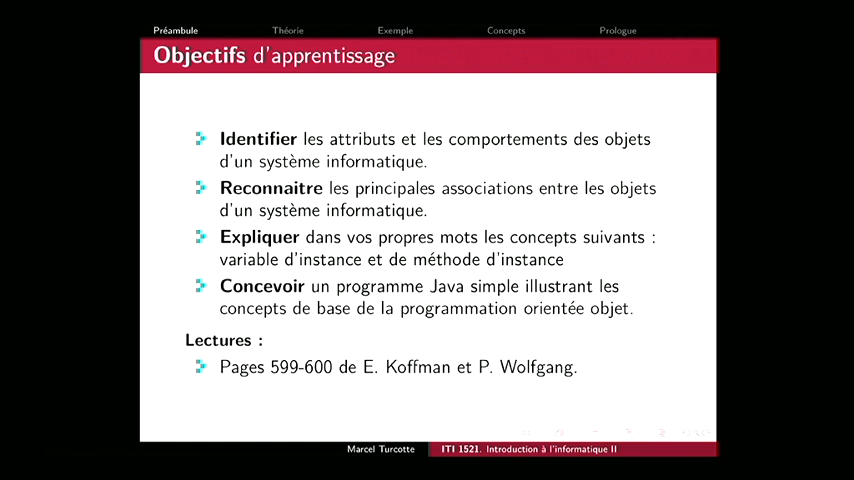 Préambule Théorie Exemple Concepts Prologue
Objectifs d'apprentissage
Identifier les attributs et les comportements des objets
d'un système informatique.
Reconnaitre les principales associations entre les objets
d'un système informatique.
Expliquer dans vos propres mots les concepts suivants :
variable d'instance et de méthode d'instance
Concevoir un programme Java simple illustrant les
concepts de base de la programmation orientée objet.
Lectures :
Pages 599-600 de E. Koffman et P. Wolfgang.
Marcel Turcotte ITI 1521. Introduction à l'informatique II